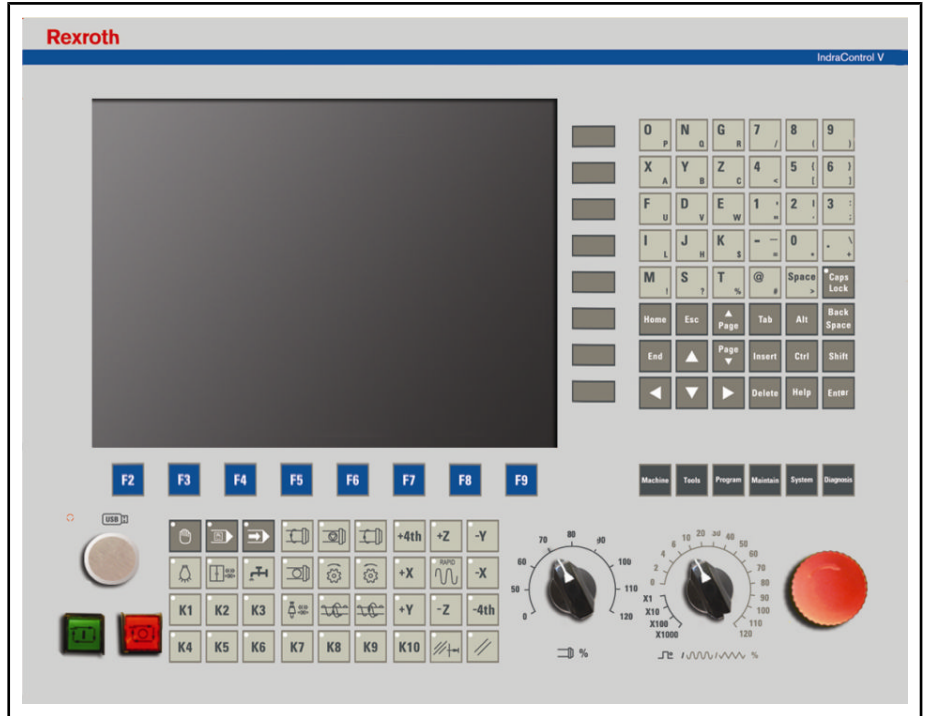 Rexroth
IndraControl V
O P N Q G R 7 / 8 ( 9 )
X A Y B Z C 4 < 5 { [ 6 } ]
F U D V E W 1 ' = 2 I . 3 : ;
I L J H K $ - — = 0 * . \ +
M ! S ? T % @ # Space > Caps Lock
Home Esc Page Tab Alt Back Space
End Page Insert Ctrl Shift
Delete Help Enter
F2 F3 F4 F5 F6 F7 F8 F9
Machine Tools Program Maintain System Diagnosis
USB
+4th +Z -Y
+X RAPID -X
K1 K2 K3 +Y -Z -4th
K4 K5 K6 K7 K8 K9 K10
0 50 60 70 80 90 100 110 120
%
X1000 X100 X10 X1 0 2 4 6 10 20 30 40 50 60 70 80 90 100 110 120
%